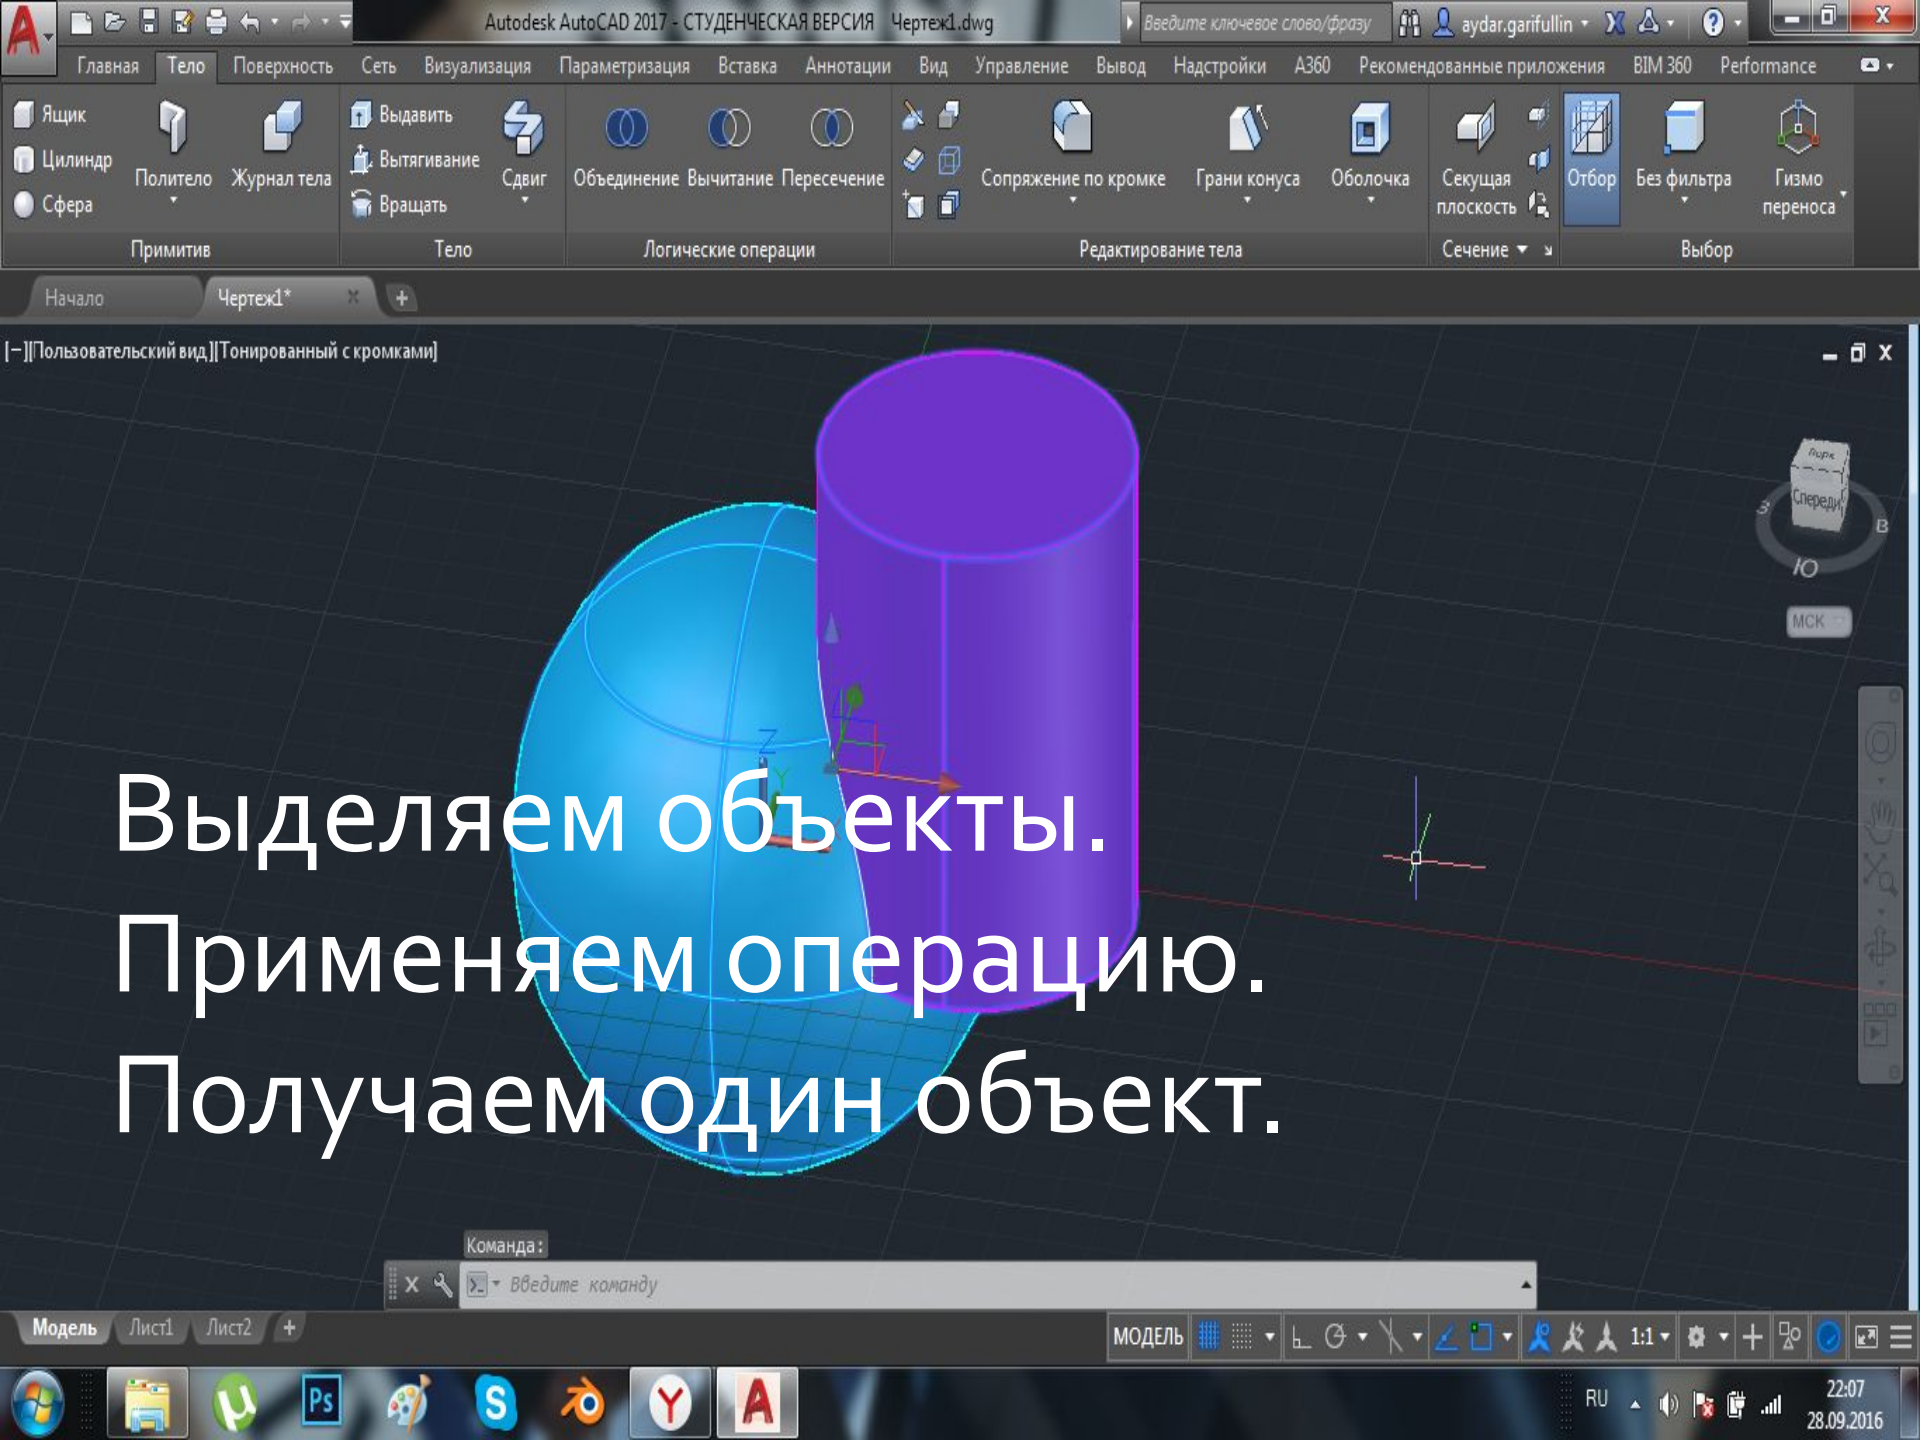 Autodesk AutoCAD 2017 - СТУДЕНЧЕСКАЯ ВЕРСИЯ Чертеж1.dwg
Введите ключевое слово/фразу
aydar.garifullin
Главная Тело Поверхность Сеть Визуализация Параметризация Вставка Аннотации Вид Управление Вывод Надстройки A360 Рекомендованные приложения BIM 360 Performance
Ящик
Цилиндр
Сфера
Политело
Журнал тела
Выдавить
Вытягивание
Вращать
Сдвиг
Объединение Вычитание Пересечение
Сопряжение по кромке
Грани конуса
Оболочка
Секущая
плоскость
Отбор
Без фильтра
Гизмо
переноса
Примитив Тело Логические операции Редактирование тела Сечение Выбор
Начало Чертеж1*
[−][Пользовательский вид][Тонированный с кромками]
Спереди
З
В
Ю
МСК
Z
Y
Выделяем объекты.
Применяем операцию.
Получаем один объект.
Команда:
Введите команду
Модель Лист1 Лист2 +
МОДЕЛЬ
1:1
Ps
RU
22:07
28.09.2016